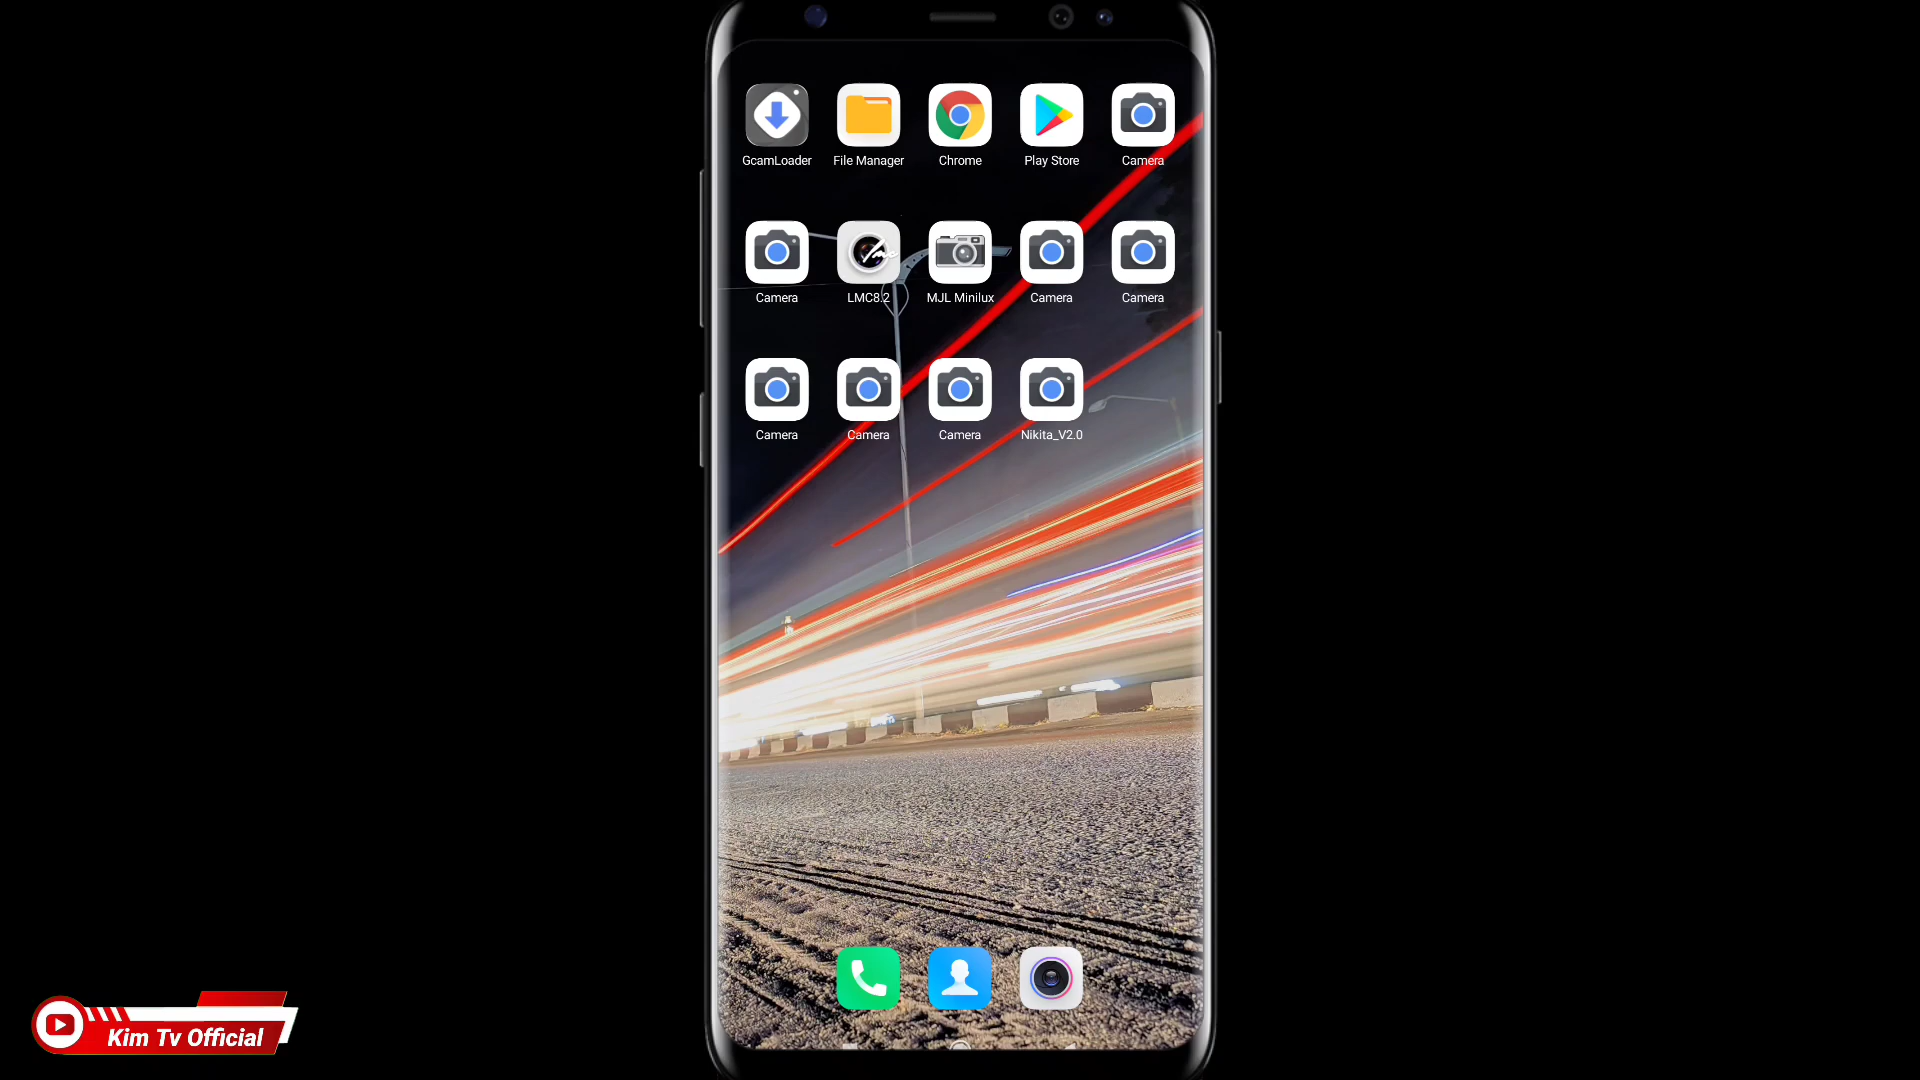 GcamLoader File Manager Chrome Play Store Camera
Camera LMC8.2 MJL Minilux Camera Camera
Camera Camera Camera Nikita_V2.0
Kim Tv Official